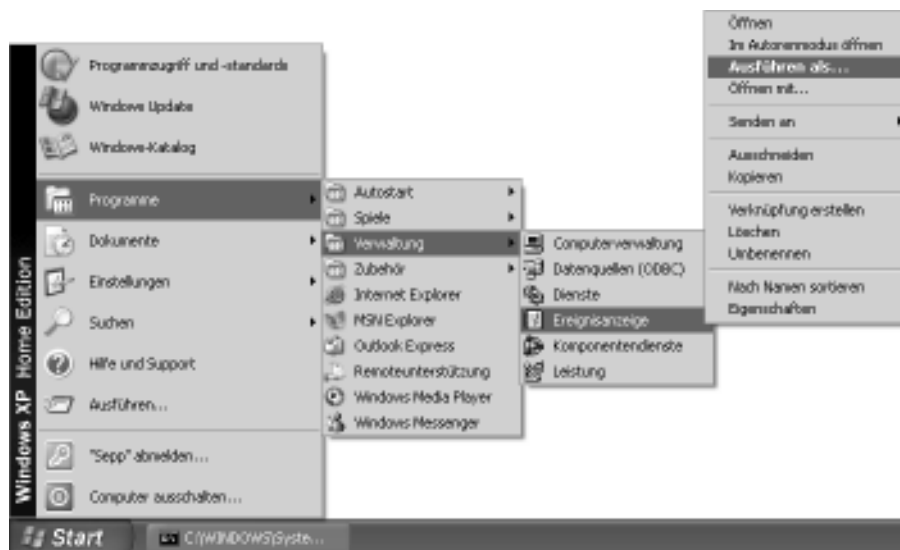 Programmzugriff und -standards
Windows Update
Windows-Katalog
Programme
Dokumente
Einstellungen
Suchen
Hilfe und Support
Ausführen...
"Sepp" abmelden...
Computer ausschalten...
Windows XP Home Edition
Autostart
Spiele
Verwaltung
Zubehör
Internet Explorer
MSN Explorer
Outlook Express
Remoteunterstützung
Windows Media Player
Windows Messenger
Computerverwaltung
Datenquellen (ODBC)
Dienste
Ereignisanzeige
Komponentendienste
Leistung
Öffnen
Im Autorenmodus öffnen
Ausführen als...
Öffnen mit...
Senden an
Ausschneiden
Kopieren
Verknüpfung erstellen
Löschen
Umbenennen
Nach Namen sortieren
Eigenschaften
Start
C:\WINDOWS\Syste...